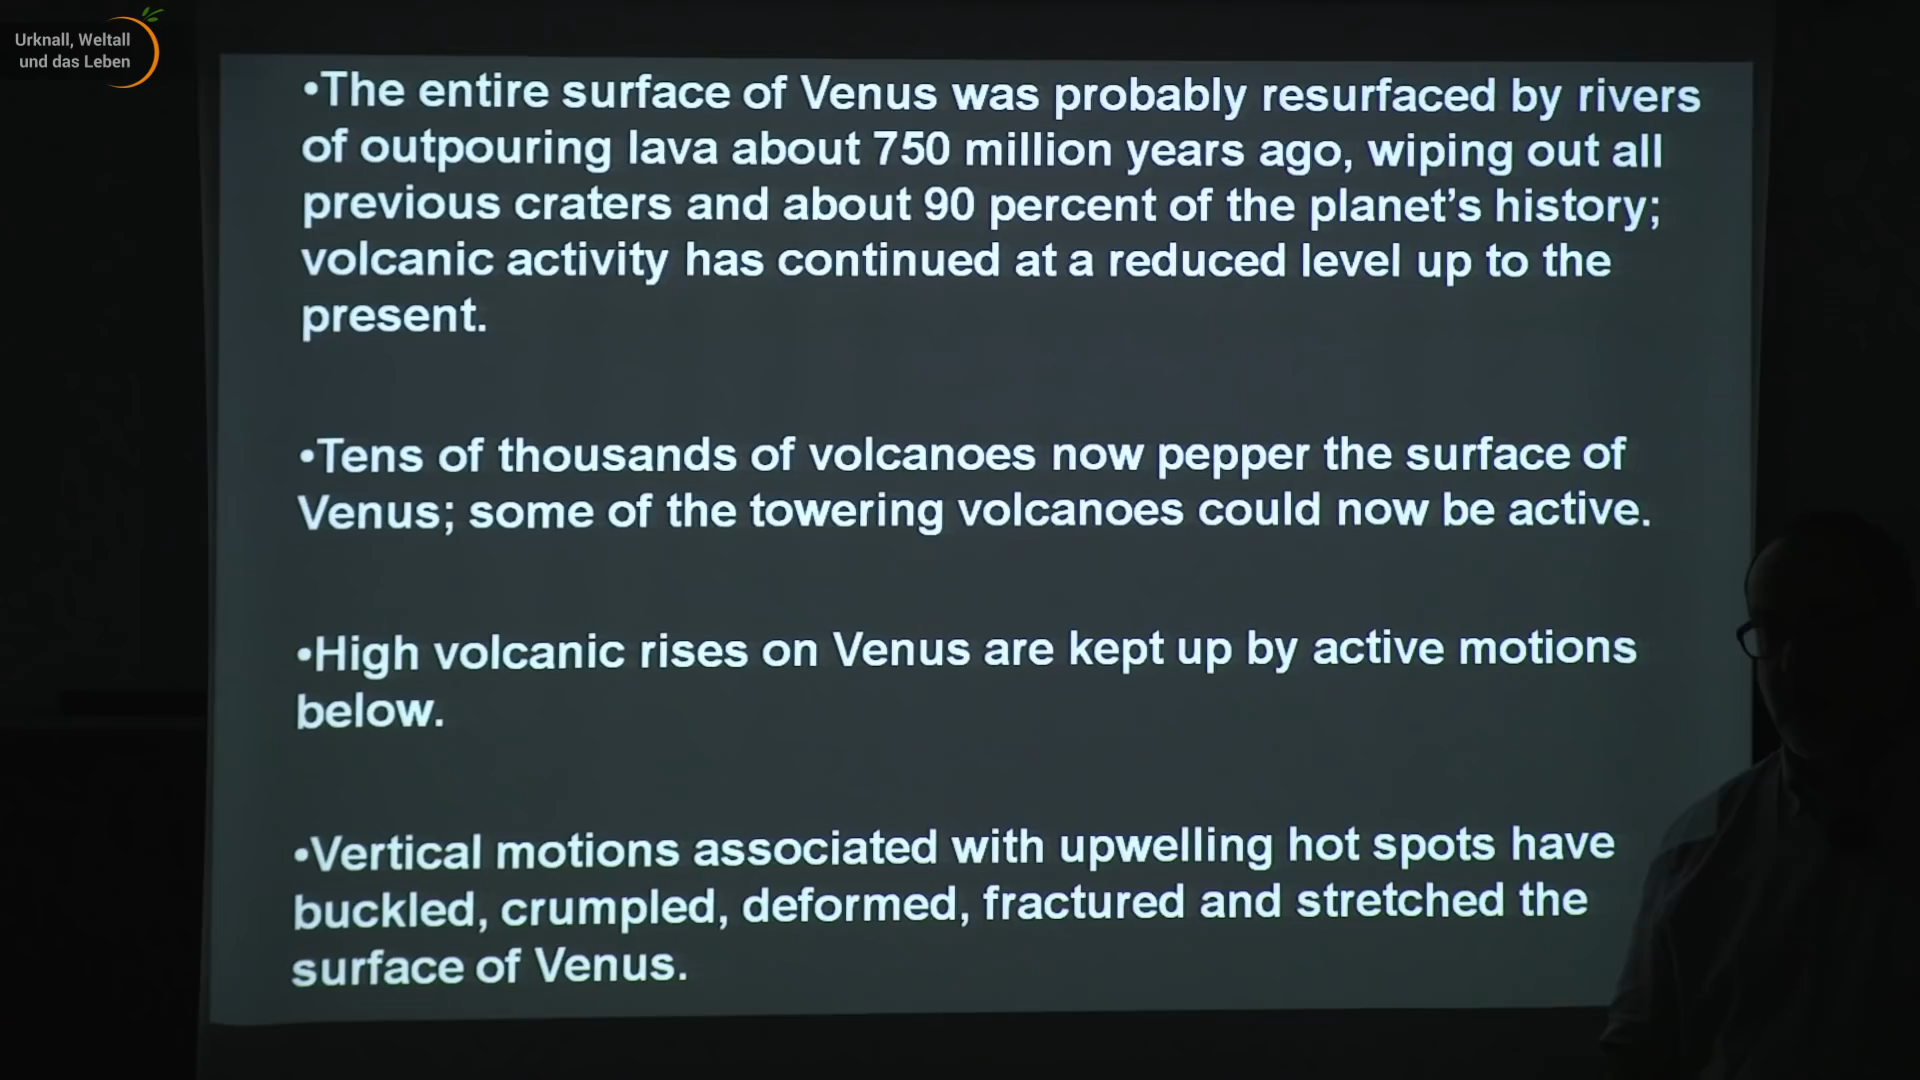 Urknall, Weltall
und das Leben
•The entire surface of Venus was probably resurfaced by rivers
of outpouring lava about 750 million years ago, wiping out all
previous craters and about 90 percent of the planet's history;
volcanic activity has continued at a reduced level up to the
present.
•Tens of thousands of volcanoes now pepper the surface of
Venus; some of the towering volcanoes could now be active.
•High volcanic rises on Venus are kept up by active motions
below.
•Vertical motions associated with upwelling hot spots have
buckled, crumpled, deformed, fractured and stretched the
surface of Venus.